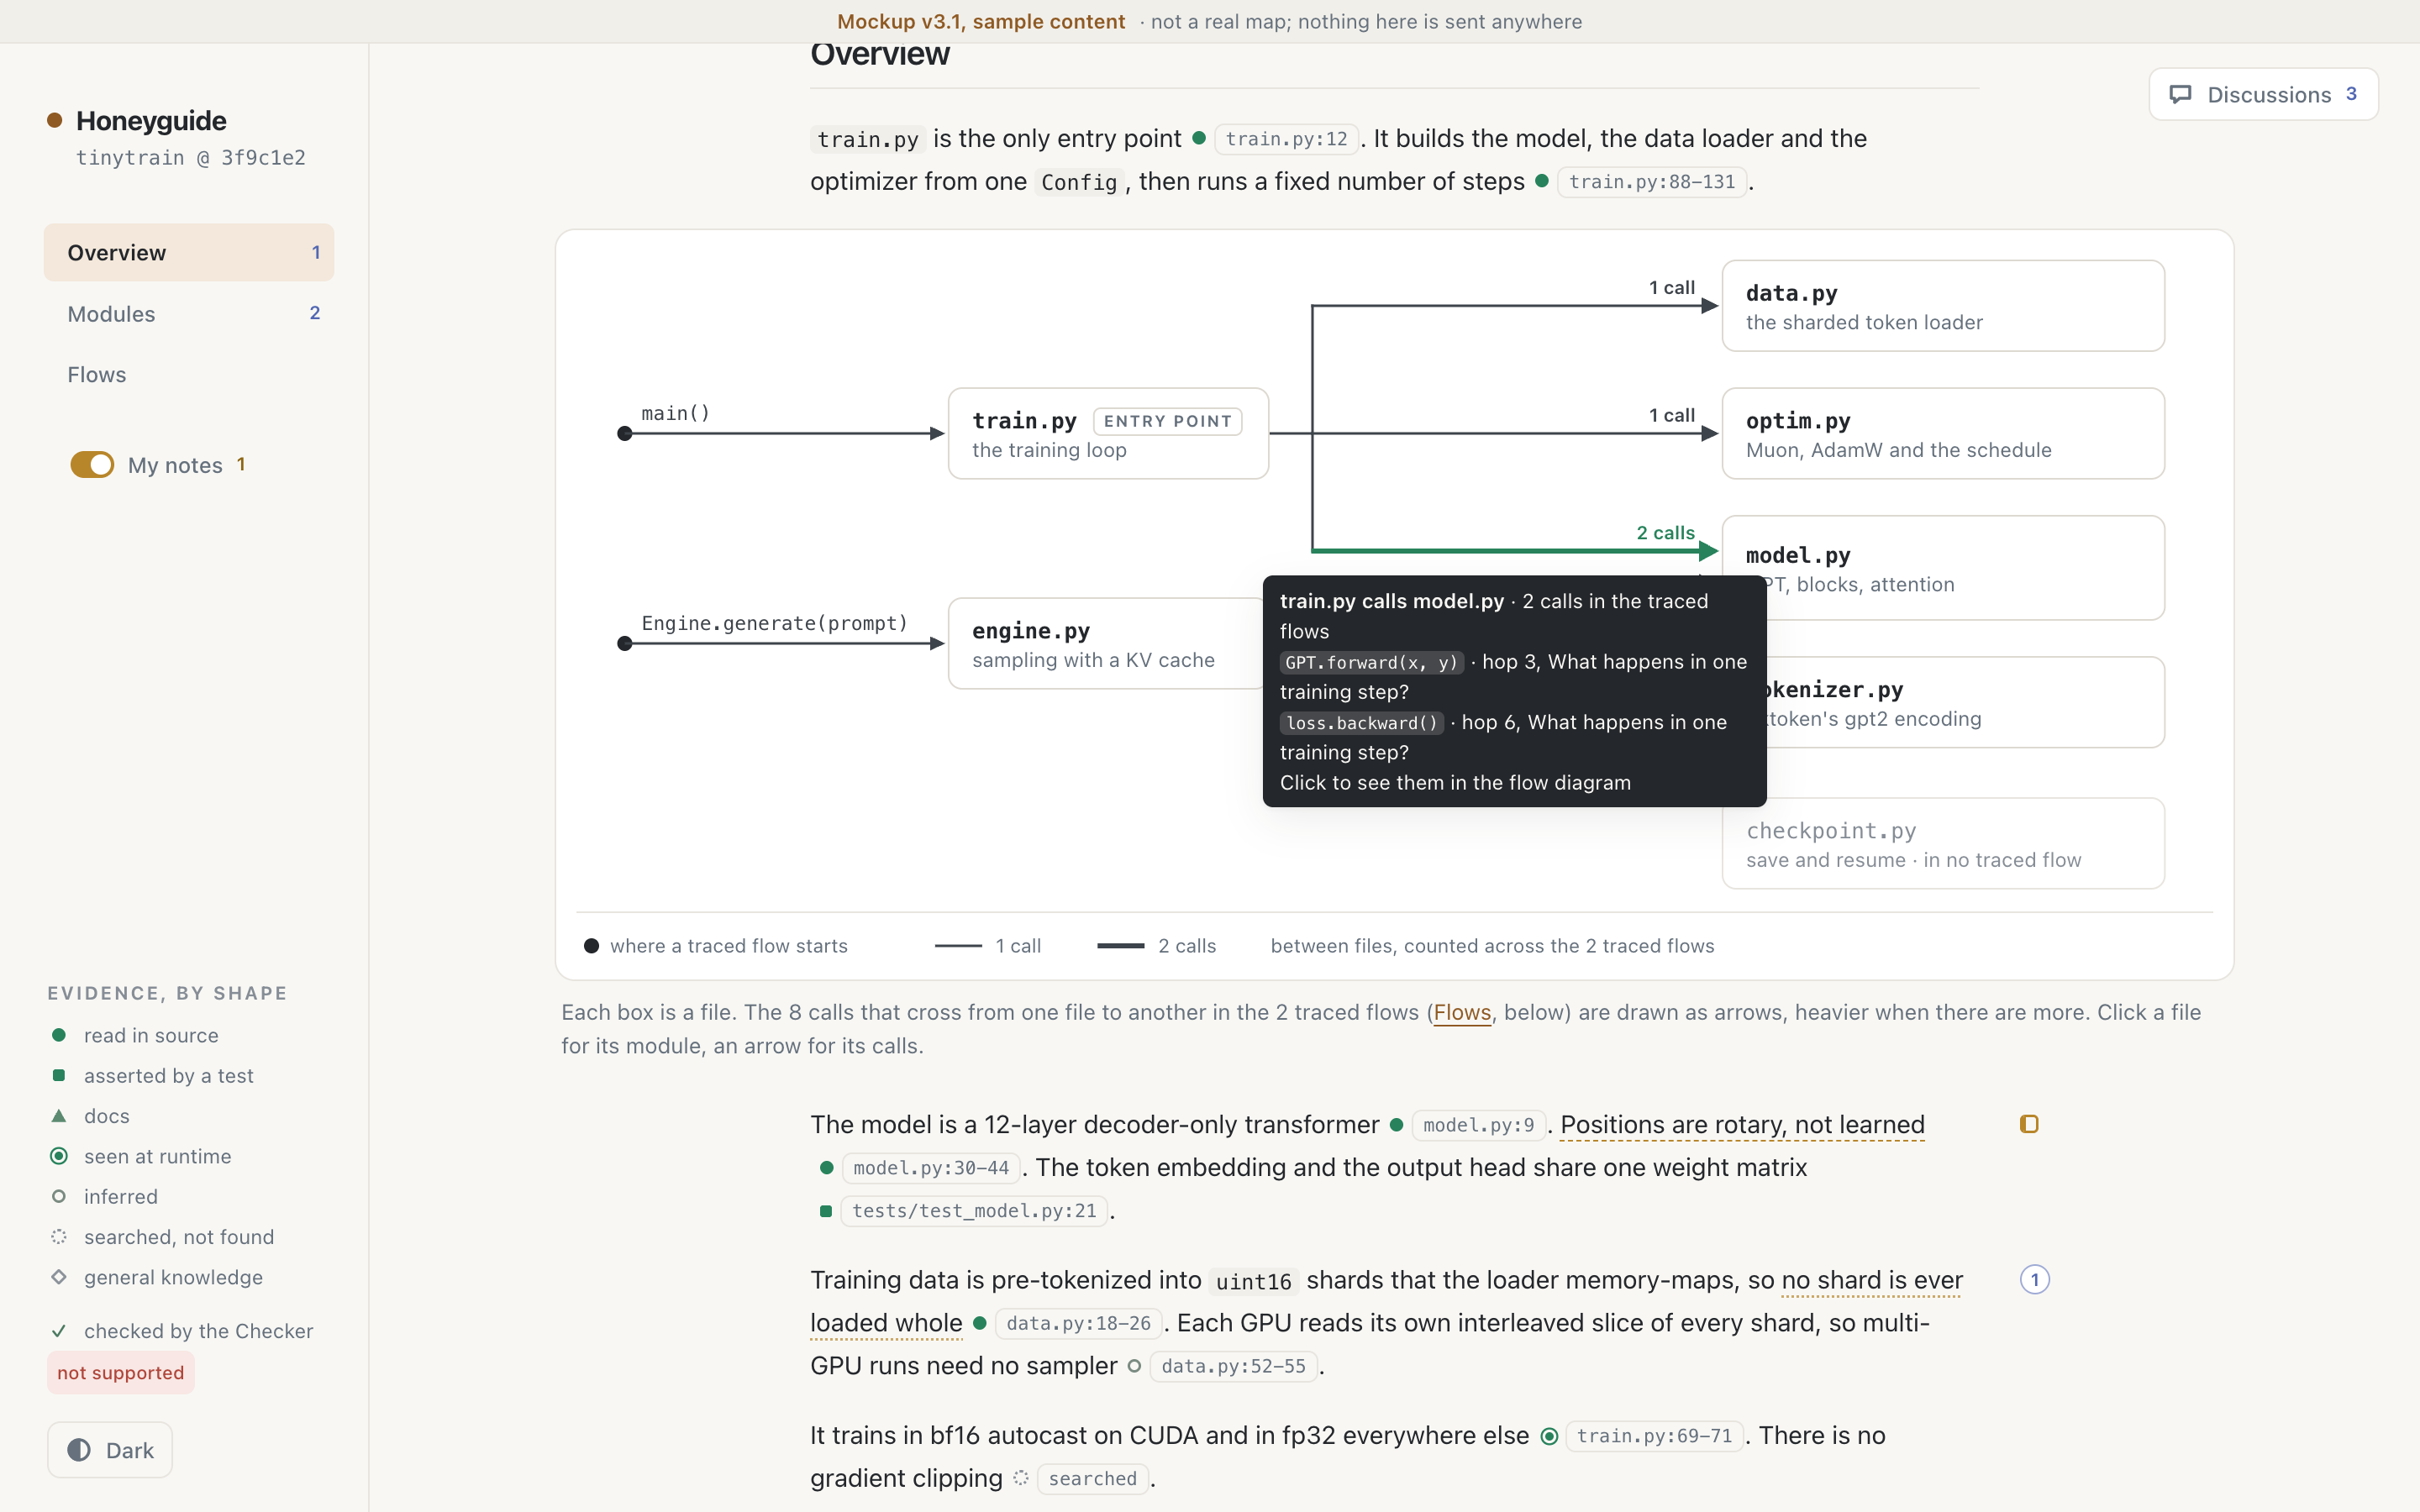 Mockup v3.1, sample content · not a real map; nothing here is sent anywhere
Honeyguide
tinytrain @ 3f9c1e2
Overview 1
Modules 2
Flows
My notes 1
EVIDENCE, BY SHAPE
read in source
asserted by a test
docs
seen at runtime
inferred
searched, not found
general knowledge
checked by the Checker
not supported
Dark
Discussions 3
Overview
train.py is the only entry point train.py:12. It builds the model, the data loader and the
optimizer from one Config, then runs a fixed number of steps train.py:88–131.
main()
train.py ENTRY POINT
the training loop
Engine.generate(prompt)
engine.py
sampling with a KV cache
1 call
data.py
the sharded token loader
1 call
optim.py
Muon, AdamW and the schedule
2 calls
model.py
PT, blocks, attention
train.py calls model.py · 2 calls in the traced
flows
GPT.forward(x, y) · hop 3, What happens in one
training step?
loss.backward() · hop 6, What happens in one
training step?
Click to see them in the flow diagram
okenizer.py
ktoken's gpt2 encoding
checkpoint.py
save and resume · in no traced flow
where a traced flow starts 1 call 2 calls between files, counted across the 2 traced flows
Each box is a file. The 8 calls that cross from one file to another in the 2 traced flows (Flows, below) are drawn as arrows, heavier when there are more. Click a file
for its module, an arrow for its calls.
The model is a 12-layer decoder-only transformer model.py:9. Positions are rotary, not learned
model.py:30–44. The token embedding and the output head share one weight matrix
tests/test_model.py:21.
Training data is pre-tokenized into uint16 shards that the loader memory-maps, so no shard is ever 1
loaded whole data.py:18–26. Each GPU reads its own interleaved slice of every shard, so multi-
GPU runs need no sampler data.py:52–55.
It trains in bf16 autocast on CUDA and in fp32 everywhere else train.py:69–71. There is no
gradient clipping searched.